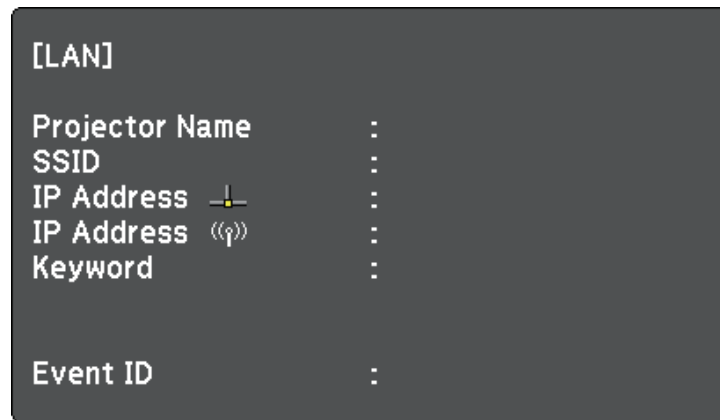 [LAN]
Projector Name :
SSID :
IP Address :
IP Address :
Keyword :
Event ID :